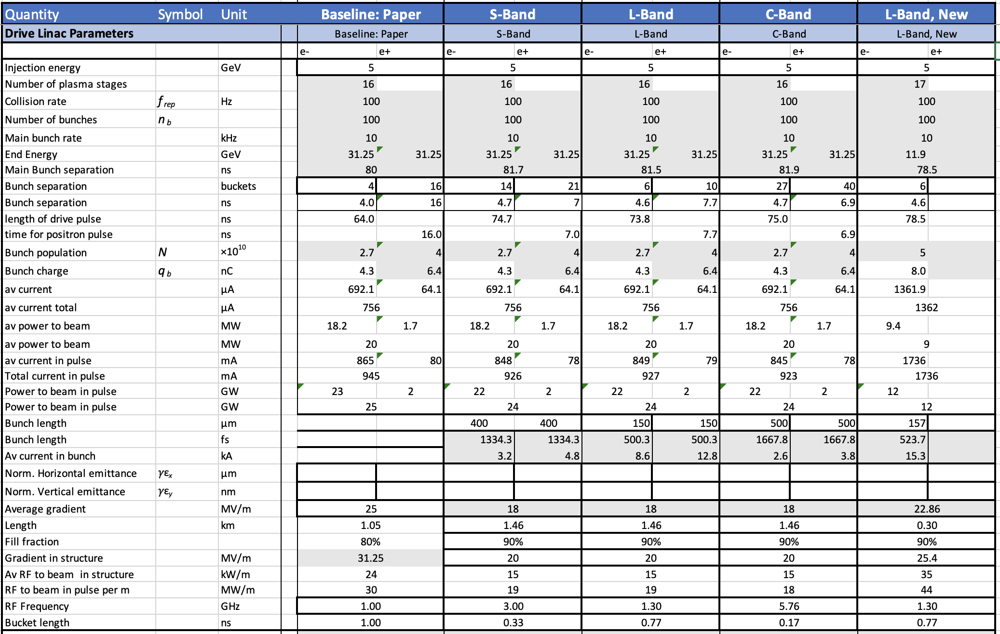 Quantity Symbol Unit Baseline: Paper S-Band L-Band C-Band L-Band, New
Drive Linac Parameters Baseline: Paper S-Band L-Band C-Band L-Band, New
e- e+ e- e+ e- e+ e- e+ e- e+
Injection energy GeV 5 5 5 5 5
Number of plasma stages 16 16 16 16 17
Collision rate f rep Hz 100 100 100 100 100
Number of bunches n b 100 100 100 100 100
Main bunch rate kHz 10 10 10 10 10
End Energy GeV 31.25 31.25 31.25 31.25 31.25 31.25 31.25 31.25 11.9
Main Bunch separation ns 80 81.7 81.5 81.9 78.5
Bunch separation buckets 4 16 14 21 6 10 27 40 6
Bunch separation ns 4.0 16 4.7 7 4.6 7.7 4.7 6.9 4.6
length of drive pulse ns 64.0 74.7 73.8 75.0 78.5
time for positron pulse ns 16.0 7.0 7.7 6.9
Bunch population N ×10¹⁰ 2.7 4 2.7 4 2.7 4 2.7 4 5
Bunch charge q b nC 4.3 6.4 4.3 6.4 4.3 6.4 4.3 6.4 8.0
av current µA 692.1 64.1 692.1 64.1 692.1 64.1 692.1 64.1 1361.9
av current total µA 756 756 756 756 1362
av power to beam MW 18.2 1.7 18.2 1.7 18.2 1.7 18.2 1.7 9.4
av power to beam MW 20 20 20 20 9
av current in pulse mA 865 80 848 78 849 79 845 78 1736
Total current in pulse mA 945 926 927 923 1736
Power to beam in pulse GW 23 2 22 2 22 2 22 2 12
Power to beam in pulse GW 25 24 24 24 12
Bunch length µm 400 400 150 150 500 500 157
Bunch length fs 1334.3 1334.3 500.3 500.3 1667.8 1667.8 523.7
Av current in bunch kA 3.2 4.8 8.6 12.8 2.6 3.8 15.3
Norm. Horizontal emittance γεx µm
Norm. Vertical emittance γεy nm
Average gradient MV/m 25 18 18 18 22.86
Length km 1.05 1.46 1.46 1.46 0.30
Fill fraction 80% 90% 90% 90% 90%
Gradient in structure MV/m 31.25 20 20 20 25.4
Av RF to beam in structure kW/m 24 15 15 15 35
RF to beam in pulse per m MW/m 30 19 19 18 44
RF Frequency GHz 1.00 3.00 1.30 5.76 1.30
Bucket length ns 1.00 0.33 0.77 0.17 0.77